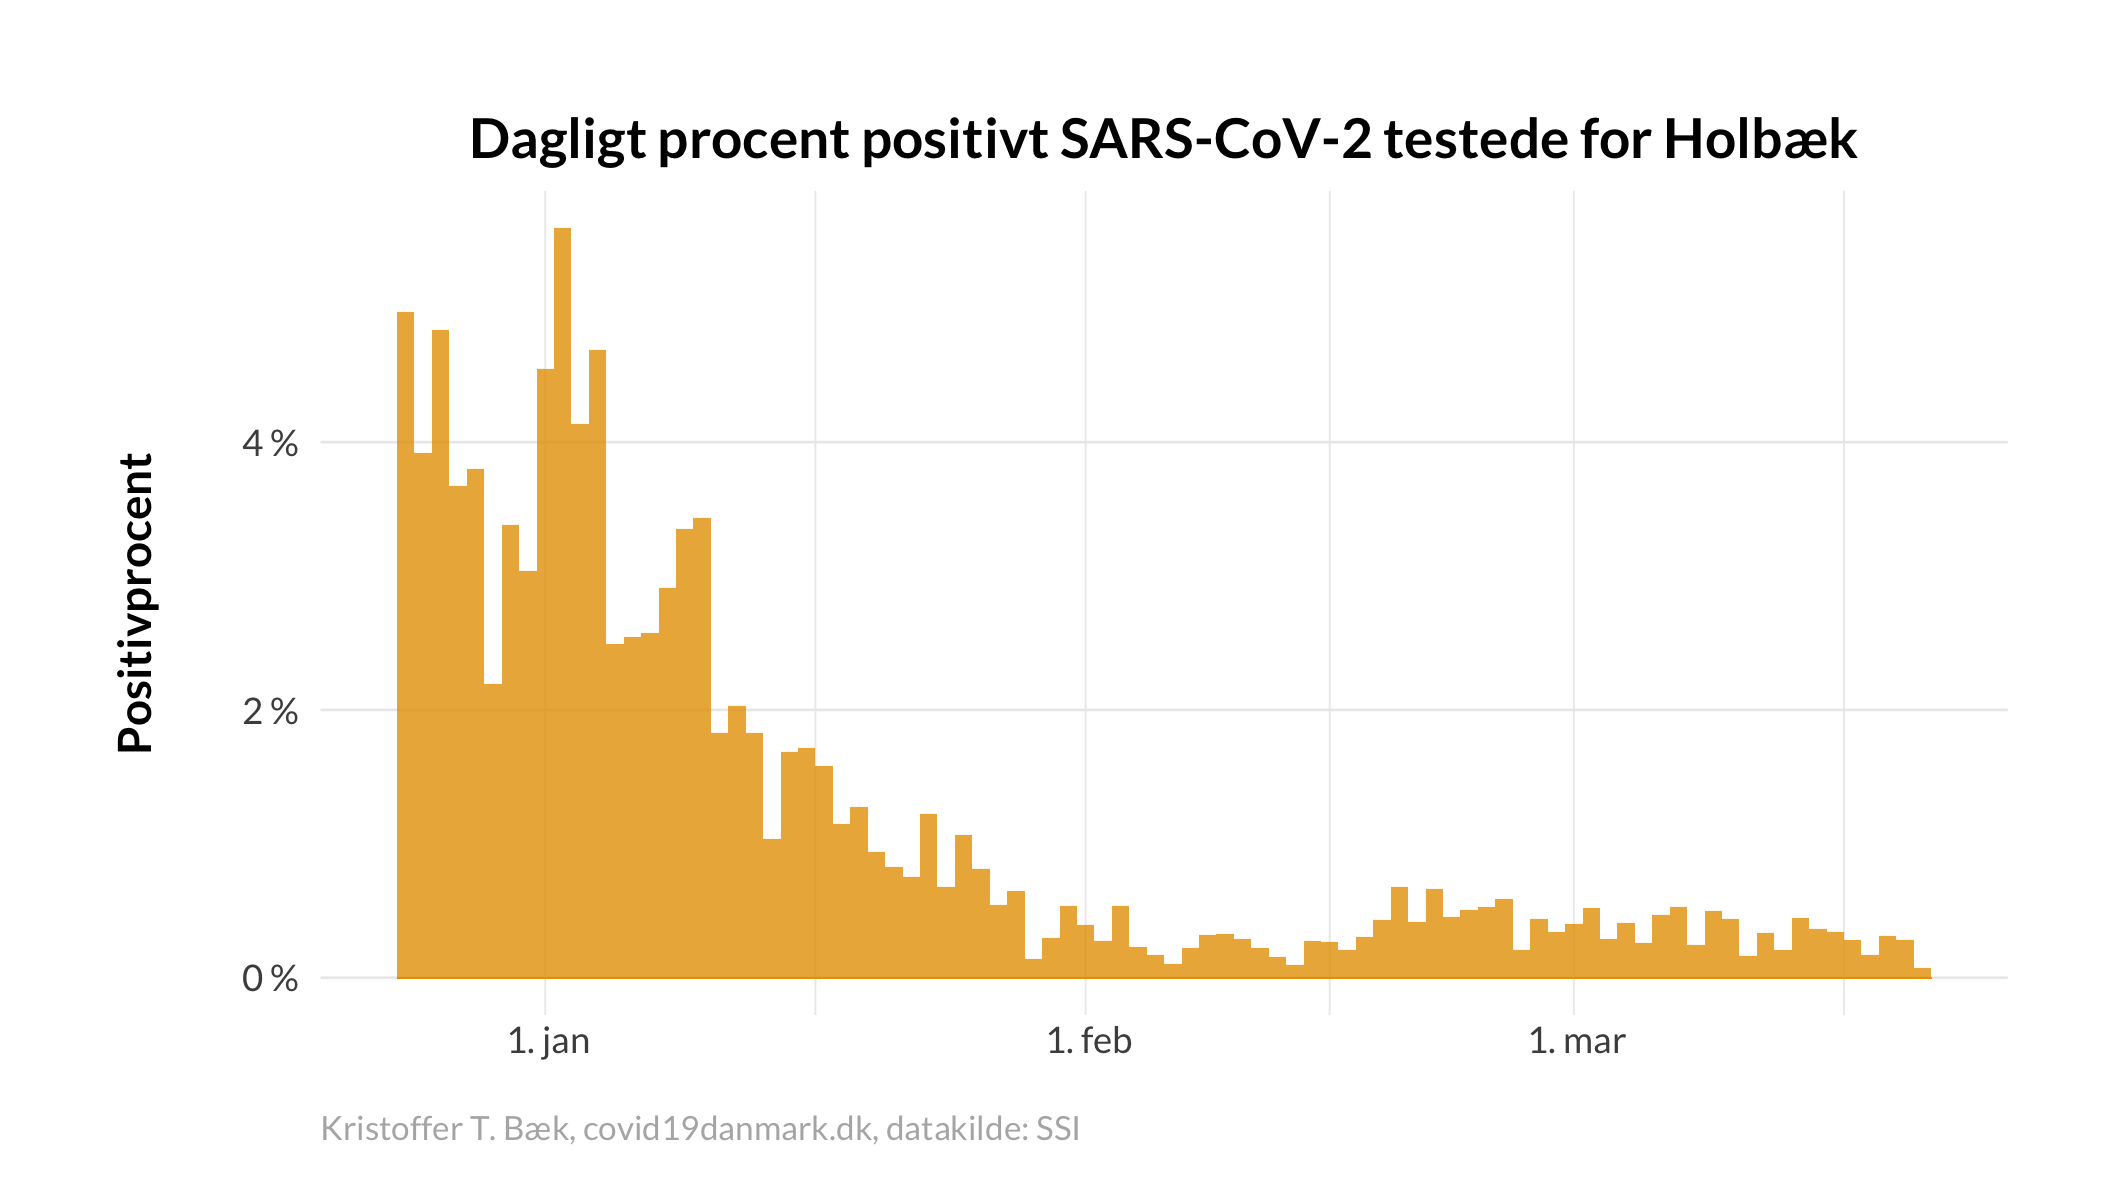 Dagligt procent positivt SARS-CoV-2 testede for Holbæk
Positivprocent
4 %
2 %
0 %
1. jan
1. feb
1. mar
Kristoffer T. Bæk, covid19danmark.dk, datakilde: SSI